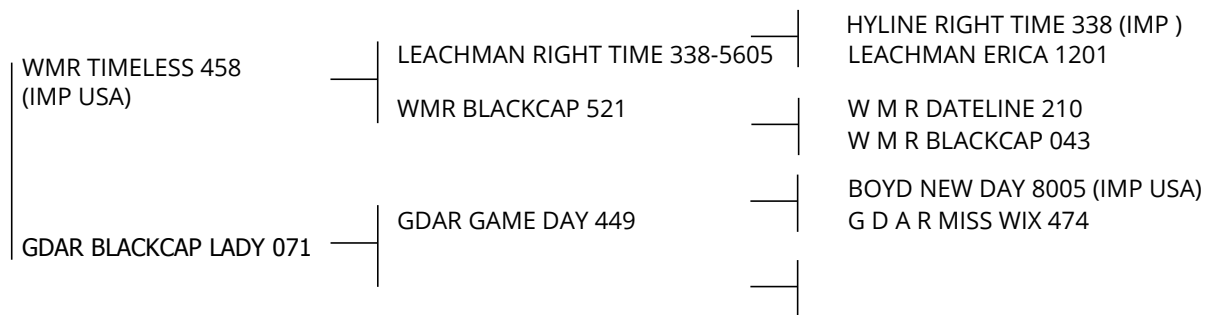 WMR TIMELESS 458
(IMP USA)
GDAR BLACKCAP LADY 071
LEACHMAN RIGHT TIME 338-5605
WMR BLACKCAP 521
GDAR GAME DAY 449
HYLINE RIGHT TIME 338 (IMP )
LEACHMAN ERICA 1201
W M R DATELINE 210
W M R BLACKCAP 043
BOYD NEW DAY 8005 (IMP USA)
G D A R MISS WIX 474